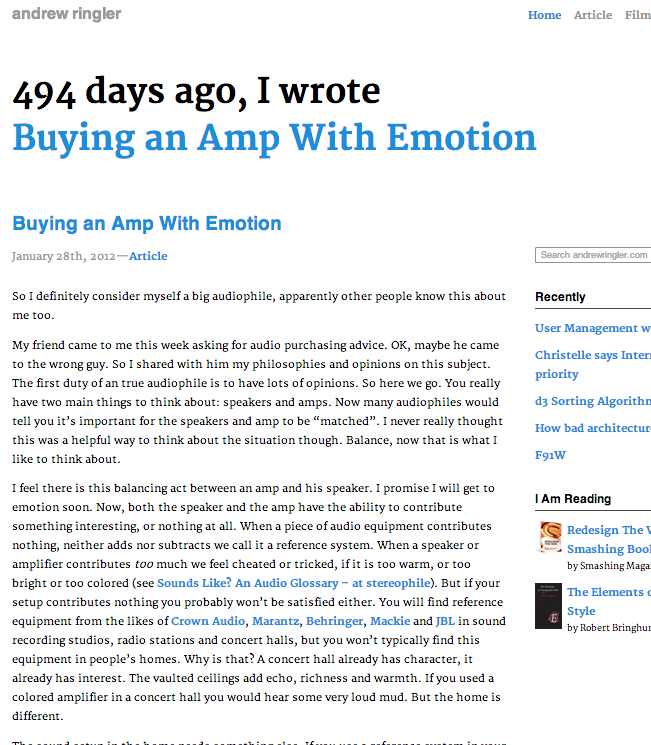 andrew ringler
Home Article Film
494 days ago, I wrote
Buying an Amp With Emotion
Buying an Amp With Emotion
January 28th, 2012—Article
So I definitely consider myself a big audiophile, apparently other people know this about
me too.
My friend came to me this week asking for audio purchasing advice. OK, maybe he came
to the wrong guy. So I shared with him my philosophies and opinions on this subject.
The first duty of an true audiophile is to have lots of opinions. So here we go. You really
have two main things to think about: speakers and amps. Now many audiophiles would
tell you it’s important for the speakers and amp to be “matched”. I never really thought
this was a helpful way to think about the situation though. Balance, now that is what I
like to think about.
I feel there is this balancing act between an amp and his speaker. I promise I will get to
emotion soon. Now, both the speaker and the amp have the ability to contribute
something interesting, or nothing at all. When a piece of audio equipment contributes
nothing, neither adds nor subtracts we call it a reference system. When a speaker or
amplifier contributes too much we feel cheated or tricked, if it is too warm, or too
bright or too colored (see Sounds Like? An Audio Glossary – at stereophile). But if your
setup contributes nothing you probably won’t be satisfied either. You will find reference
equipment from the likes of Crown Audio, Marantz, Behringer, Mackie and JBL in sound
recording studios, radio stations and concert halls, but you won’t typically find this
equipment in people’s homes. Why is that? A concert hall already has character, it
already has interest. The vaulted ceilings add echo, richness and warmth. If you used a
colored amplifier in a concert hall you would hear some very loud mud. But the home is
different.
Search andrewringler.com
Recently
User Management w
Christelle says Inter
priority
d3 Sorting Algorithm
How bad architectur
F91W
I Am Reading
Redesign The W
Smashing Boo
by Smashing Maga
The Elements o
Style
by Robert Bringhur